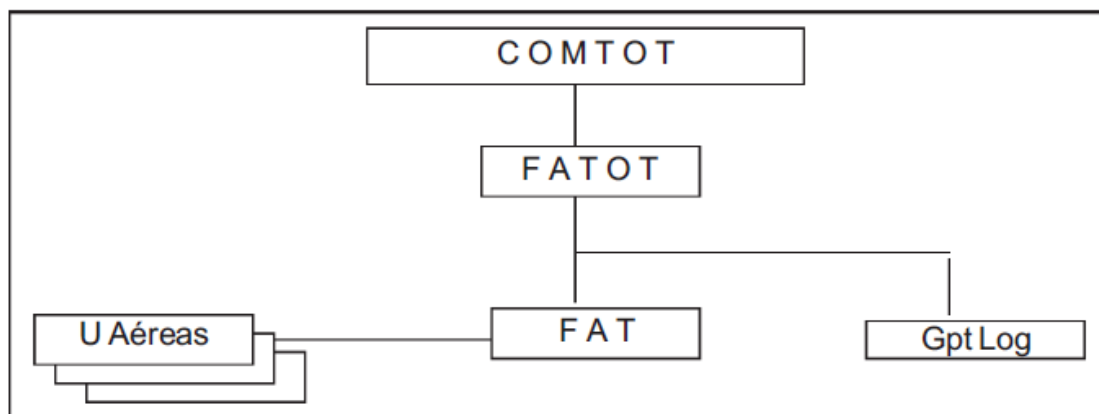 COMTOT
FATOT
U Aéreas
FAT
Gpt Log